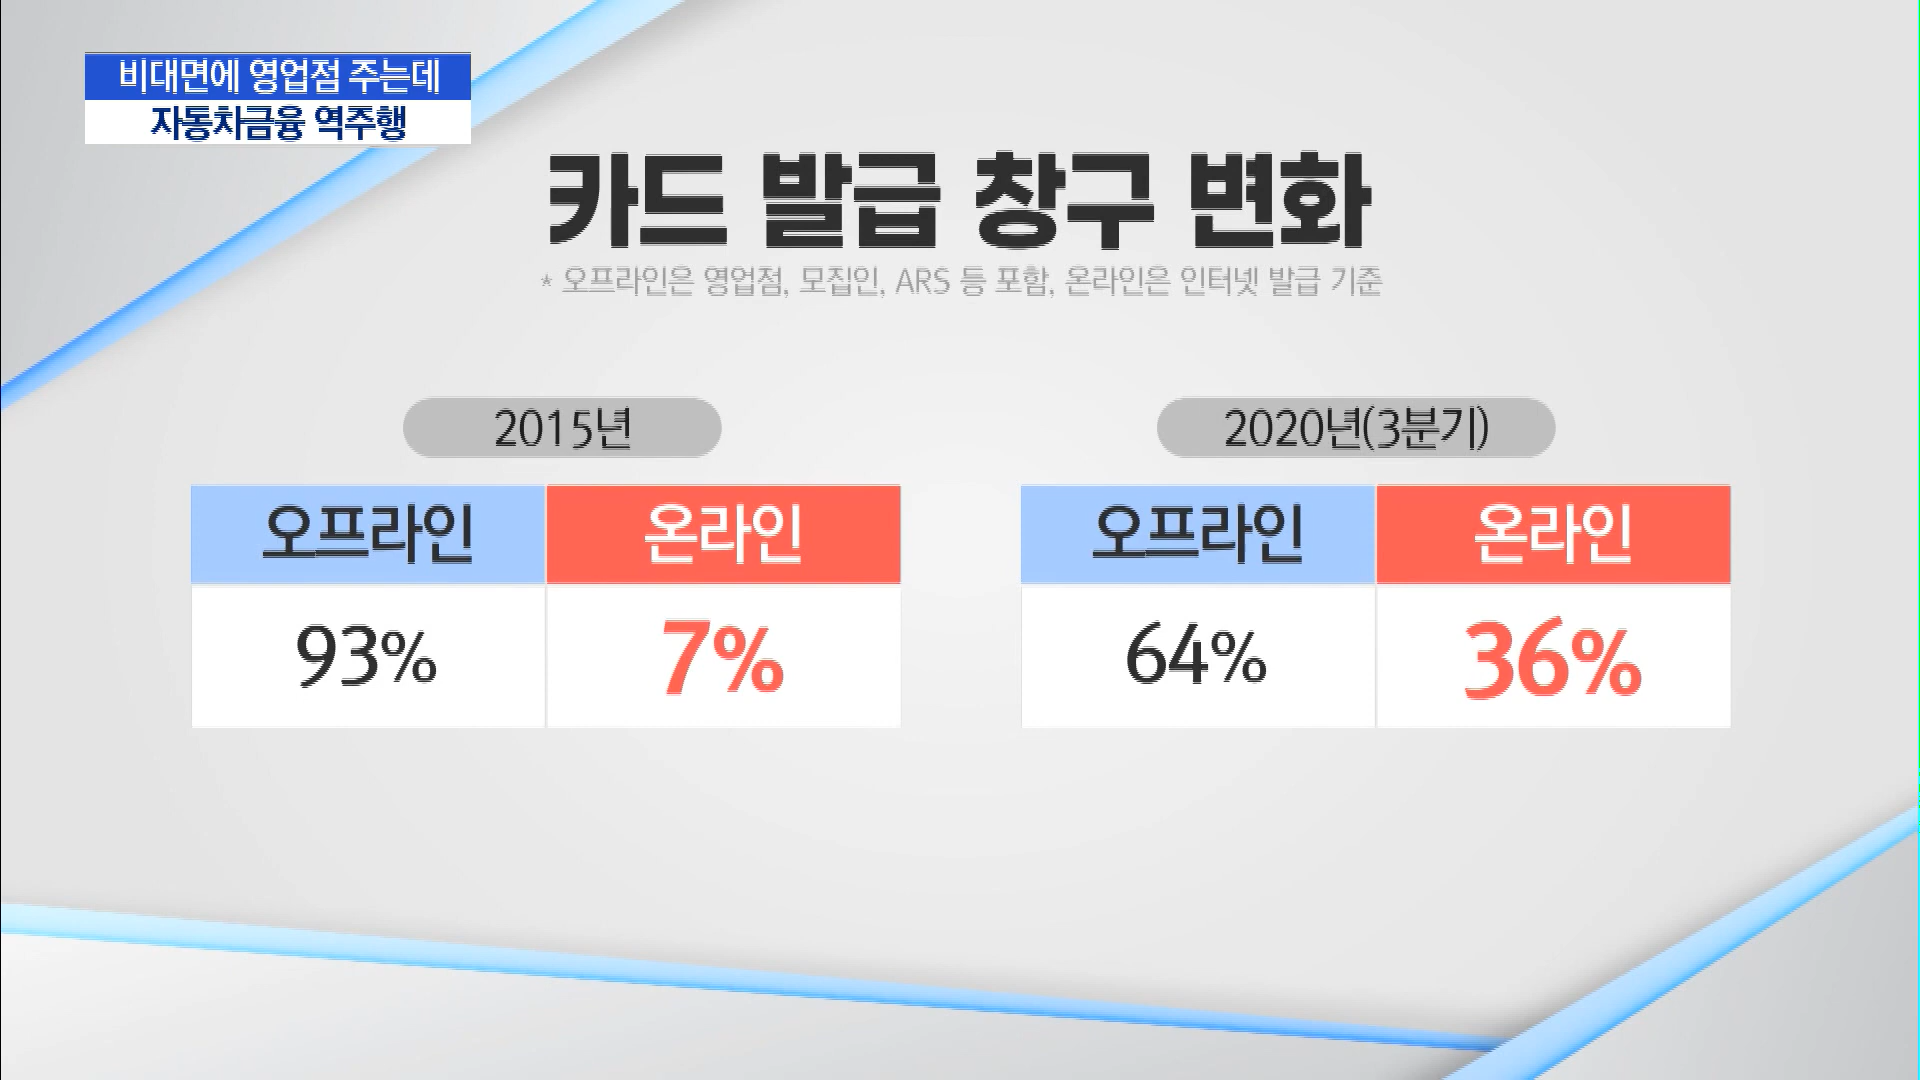 비대면에 영업점 주는데
자동차금융 역주행
카드 발급 창구 변화
* 오프라인은 영업점, 모집인, ARS 등 포함, 온라인은 인터넷 발급 기준
2015년
오프라인 온라인
93% 7%
2020년(3분기)
오프라인 온라인
64% 36%